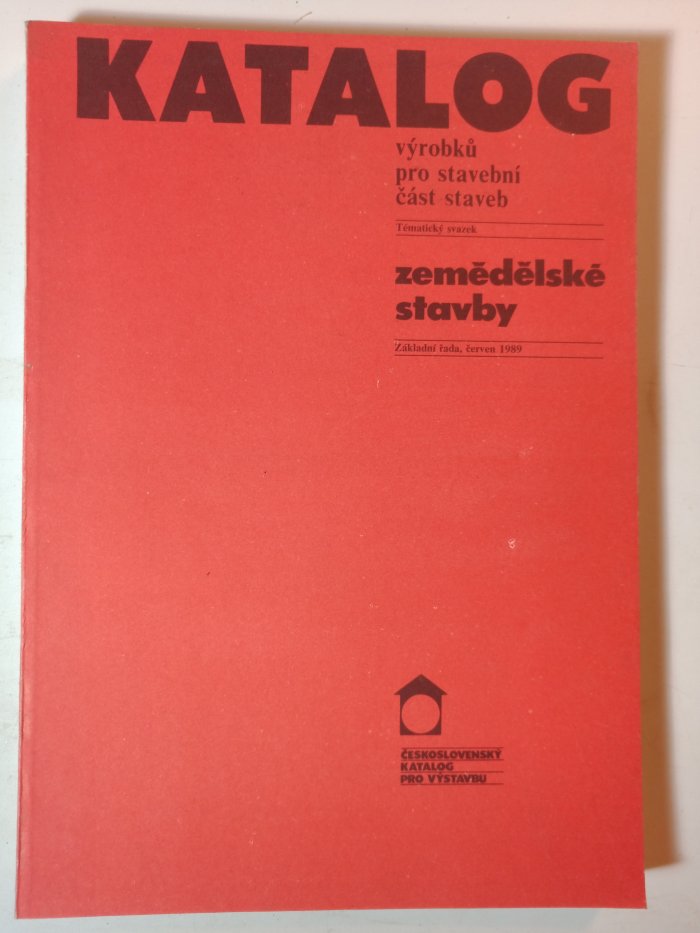 KATALOG
výrobků
pro stavební
část staveb
Tématický svazek
zemědělské
stavby
Základní řada, červen 1989
ČESKOSLOVENSKÝ
KATALOG
PRO VÝSTAVBU